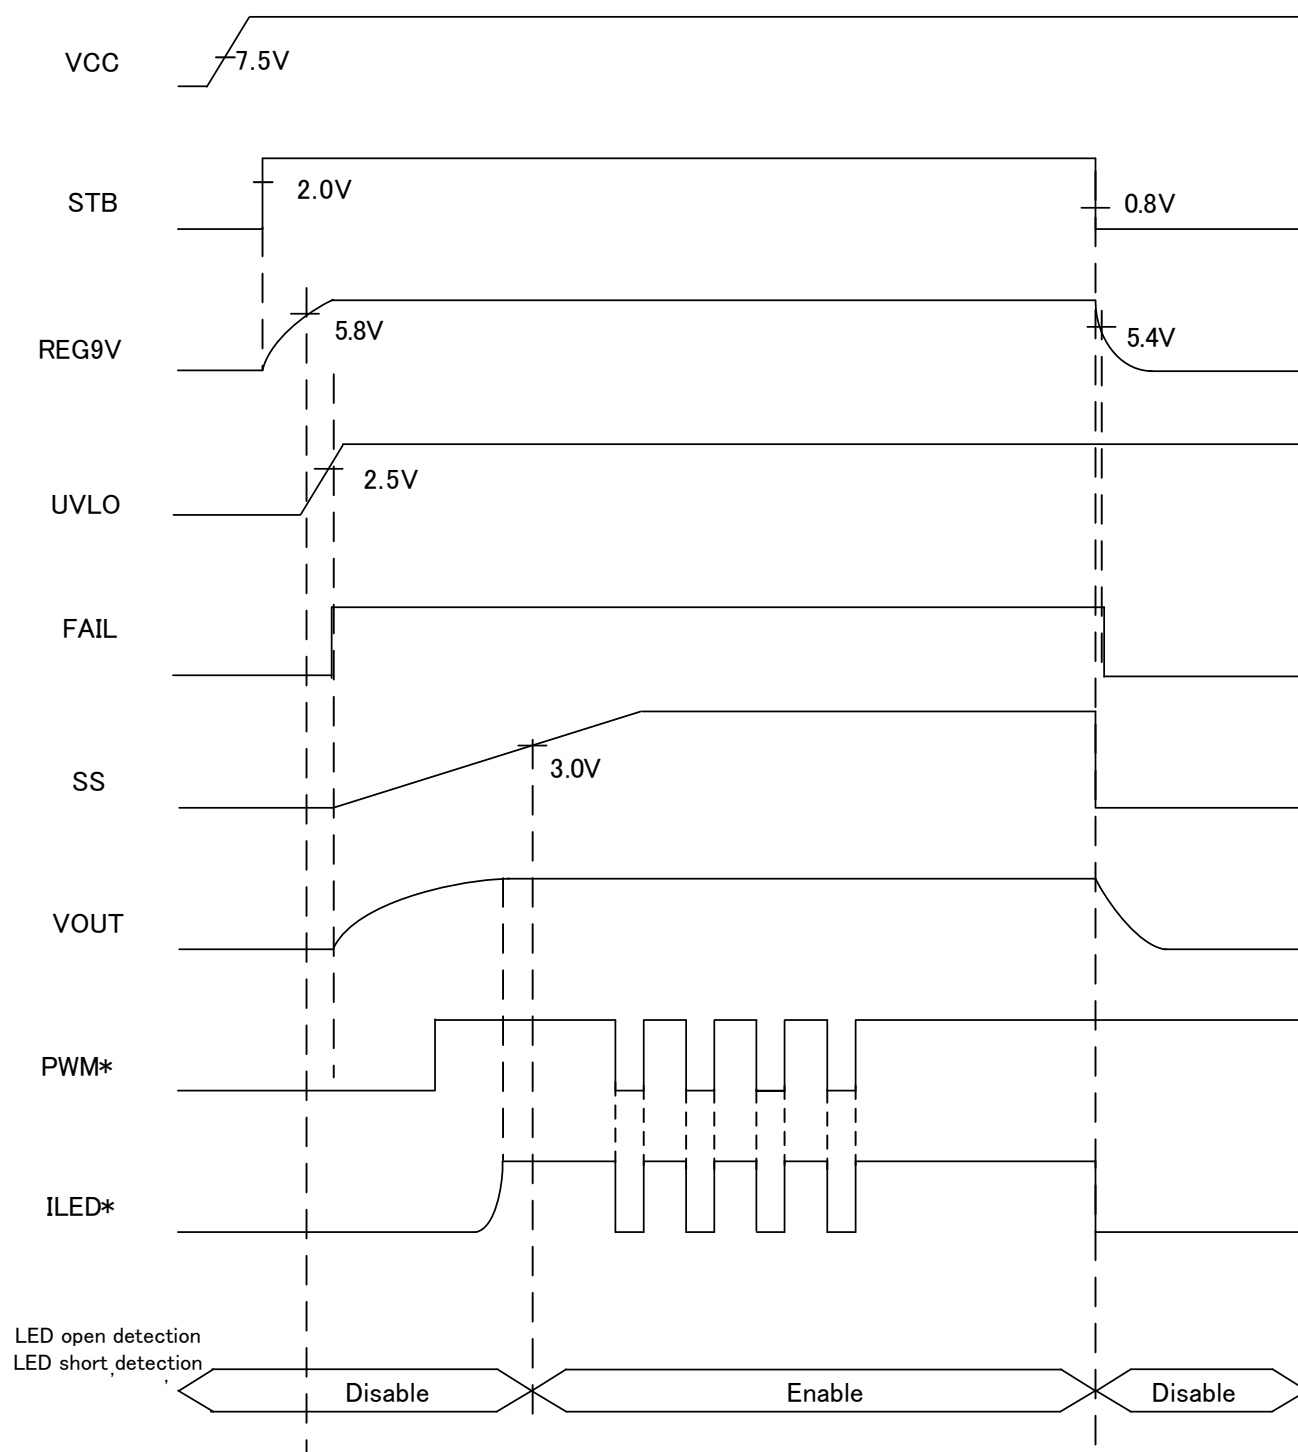 VCC
7.5V
STB
2.0V
0.8V
REG9V
5.8V
5.4V
UVLO
2.5V
FAIL
SS
3.0V
VOUT
PWM*
ILED*
LED open detection
LED short detection
Disable
Enable
Disable